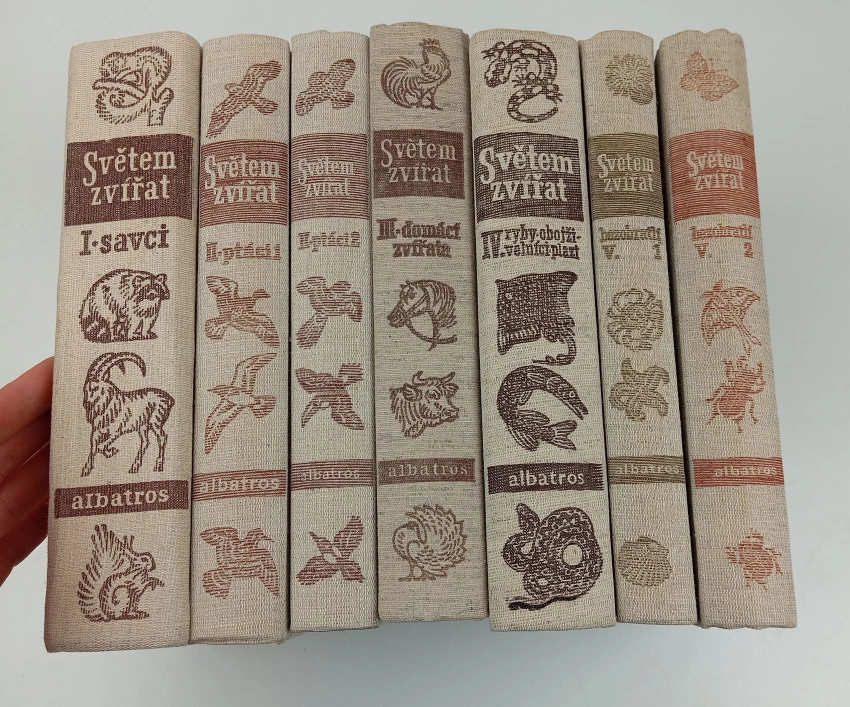 Světem
zvířat
I·savci
albatros
Světem
zvířat
II·ptáci 1
albatros
Světem
zvířat
II·ptáci 2
albatros
Světem
zvířat
III·domácí
zvířata
albatros
Světem
zvířat
IV. ryby·obojži-
velníci·plazi
albatros
Světem
zvířat
bezobratlí
V. 1
albatros
Světem
zvířat
bezobratlí
V. 2
albatros